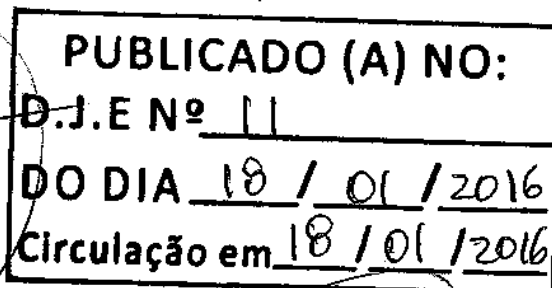 PUBLICADO (A) NO:
D.J.E Nº 11
DO DIA 18 / 01 / 2016
Circulação em 18 / 01 / 2016